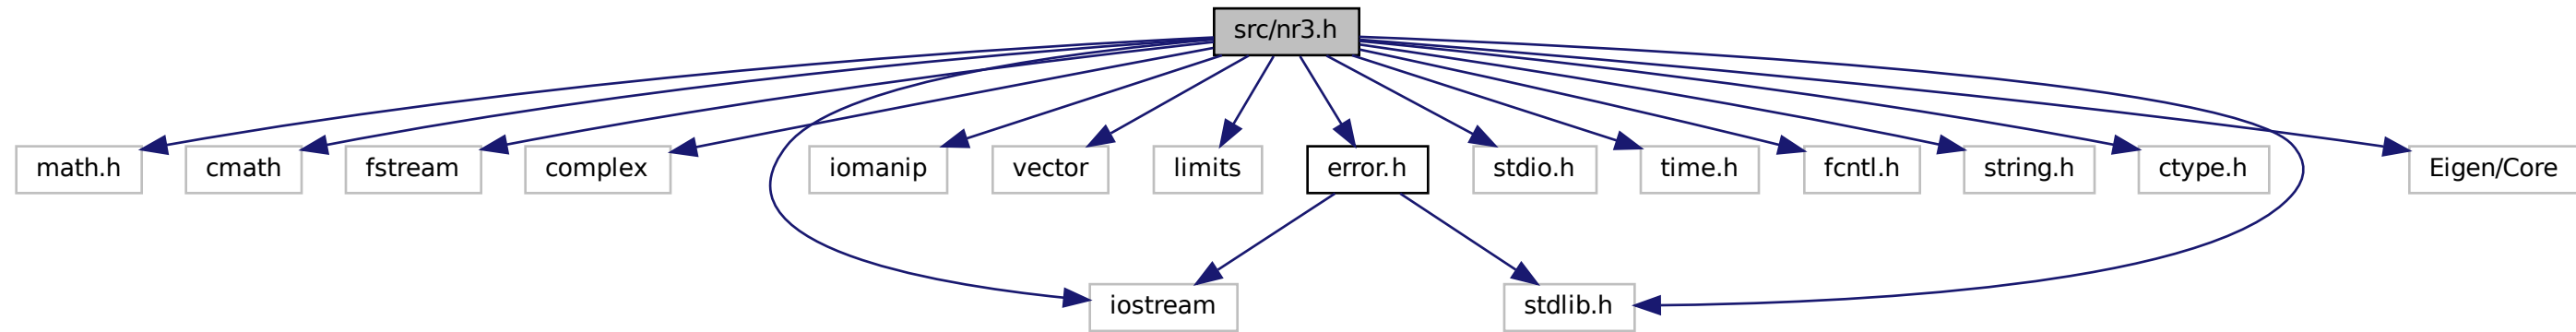 src/nr3.h
math.h
cmath
fstream
complex
iomanip
vector
limits
error.h
stdio.h
time.h
fcntl.h
string.h
ctype.h
Eigen/Core
iostream
stdlib.h